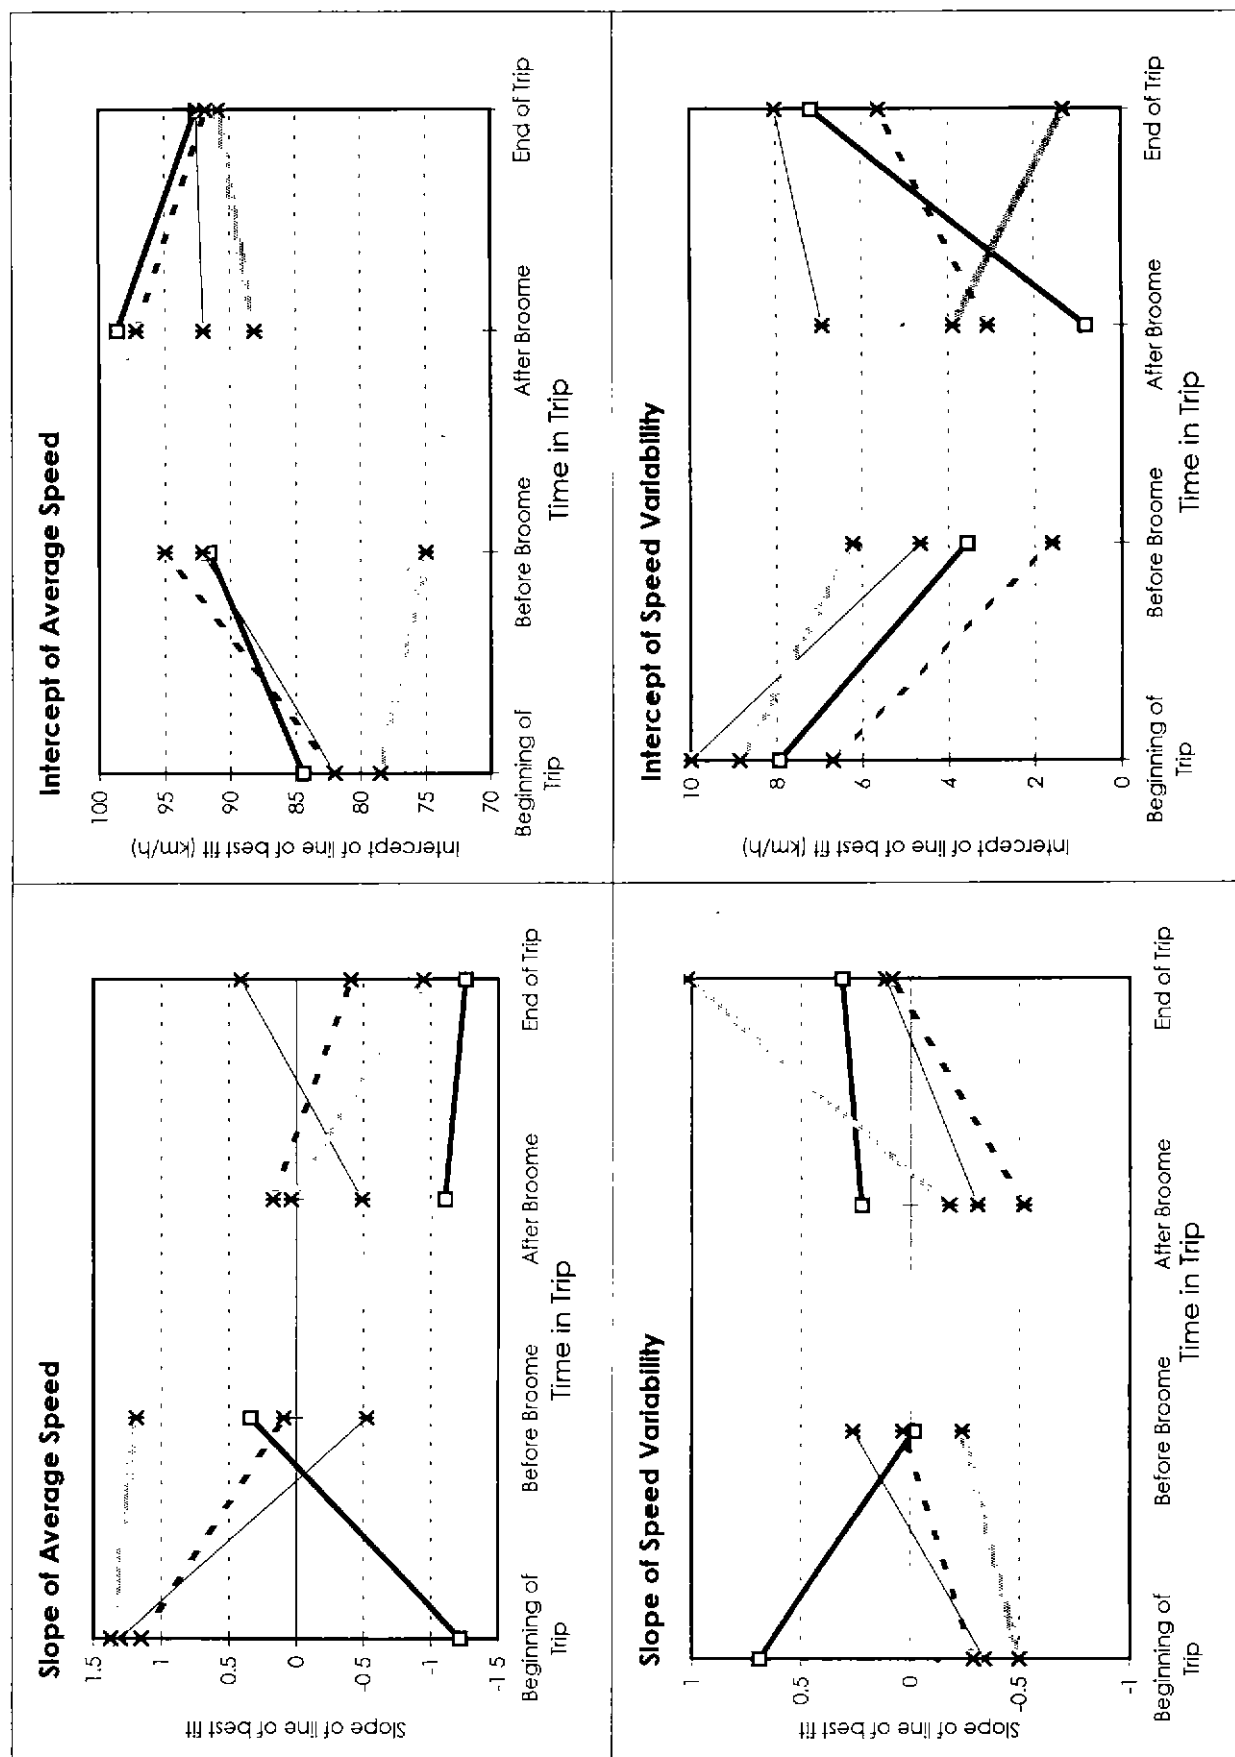 Slope of Average Speed
1.5
1
0.5
0
-0.5
-1
-1.5
Slope of line of best fit
Beginning of
Trip
Before Broome
After Broome
End of Trip
Time in Trip
Intercept of Average Speed
100
95
90
85
80
75
70
Intercept of line of best fit (km/h)
Beginning of
Trip
Before Broome
After Broome
End of Trip
Time in Trip
Slope of Speed Variability
1
0.5
0
-0.5
-1
Slope of line of best fit
Beginning of
Trip
Before Broome
After Broome
End of Trip
Time in Trip
Intercept of Speed Variability
10
8
6
4
2
0
Intercept of line of best fit (km/h)
Beginning of
Trip
Before Broome
After Broome
End of Trip
Time in Trip